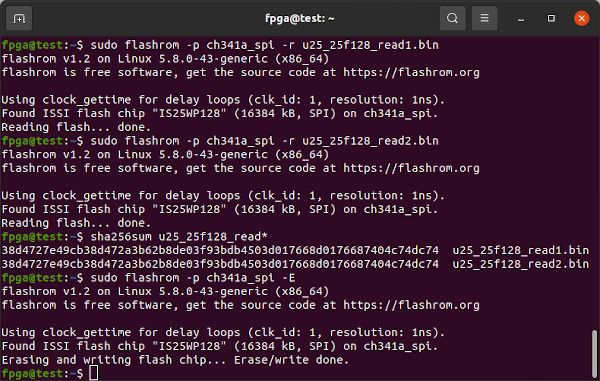 fpga@test: ~
fpga@test:~$ sudo flashrom -p ch341a_spi -r u25_25f128_read1.bin
flashrom v1.2 on Linux 5.8.0-43-generic (x86_64)
flashrom is free software, get the source code at https://flashrom.org
Using clock_gettime for delay loops (clk_id: 1, resolution: 1ns).
Found ISSI flash chip "IS25WP128" (16384 kB, SPI) on ch341a_spi.
Reading flash... done.
fpga@test:~$ sudo flashrom -p ch341a_spi -r u25_25f128_read2.bin
flashrom v1.2 on Linux 5.8.0-43-generic (x86_64)
flashrom is free software, get the source code at https://flashrom.org
Using clock_gettime for delay loops (clk_id: 1, resolution: 1ns).
Found ISSI flash chip "IS25WP128" (16384 kB, SPI) on ch341a_spi.
Reading flash... done.
fpga@test:~$ sha256sum u25_25f128_read*
38d4727e49cb38d472a3b62b8de03f93bdb4503d017668d0176687404c74dc74  u25_25f128_read1.bin
38d4727e49cb38d472a3b62b8de03f93bdb4503d017668d0176687404c74dc74  u25_25f128_read2.bin
fpga@test:~$ sudo flashrom -p ch341a_spi -E
flashrom v1.2 on Linux 5.8.0-43-generic (x86_64)
flashrom is free software, get the source code at https://flashrom.org
Using clock_gettime for delay loops (clk_id: 1, resolution: 1ns).
Found ISSI flash chip "IS25WP128" (16384 kB, SPI) on ch341a_spi.
Erasing and writing flash chip... Erase/write done.
fpga@test:~$